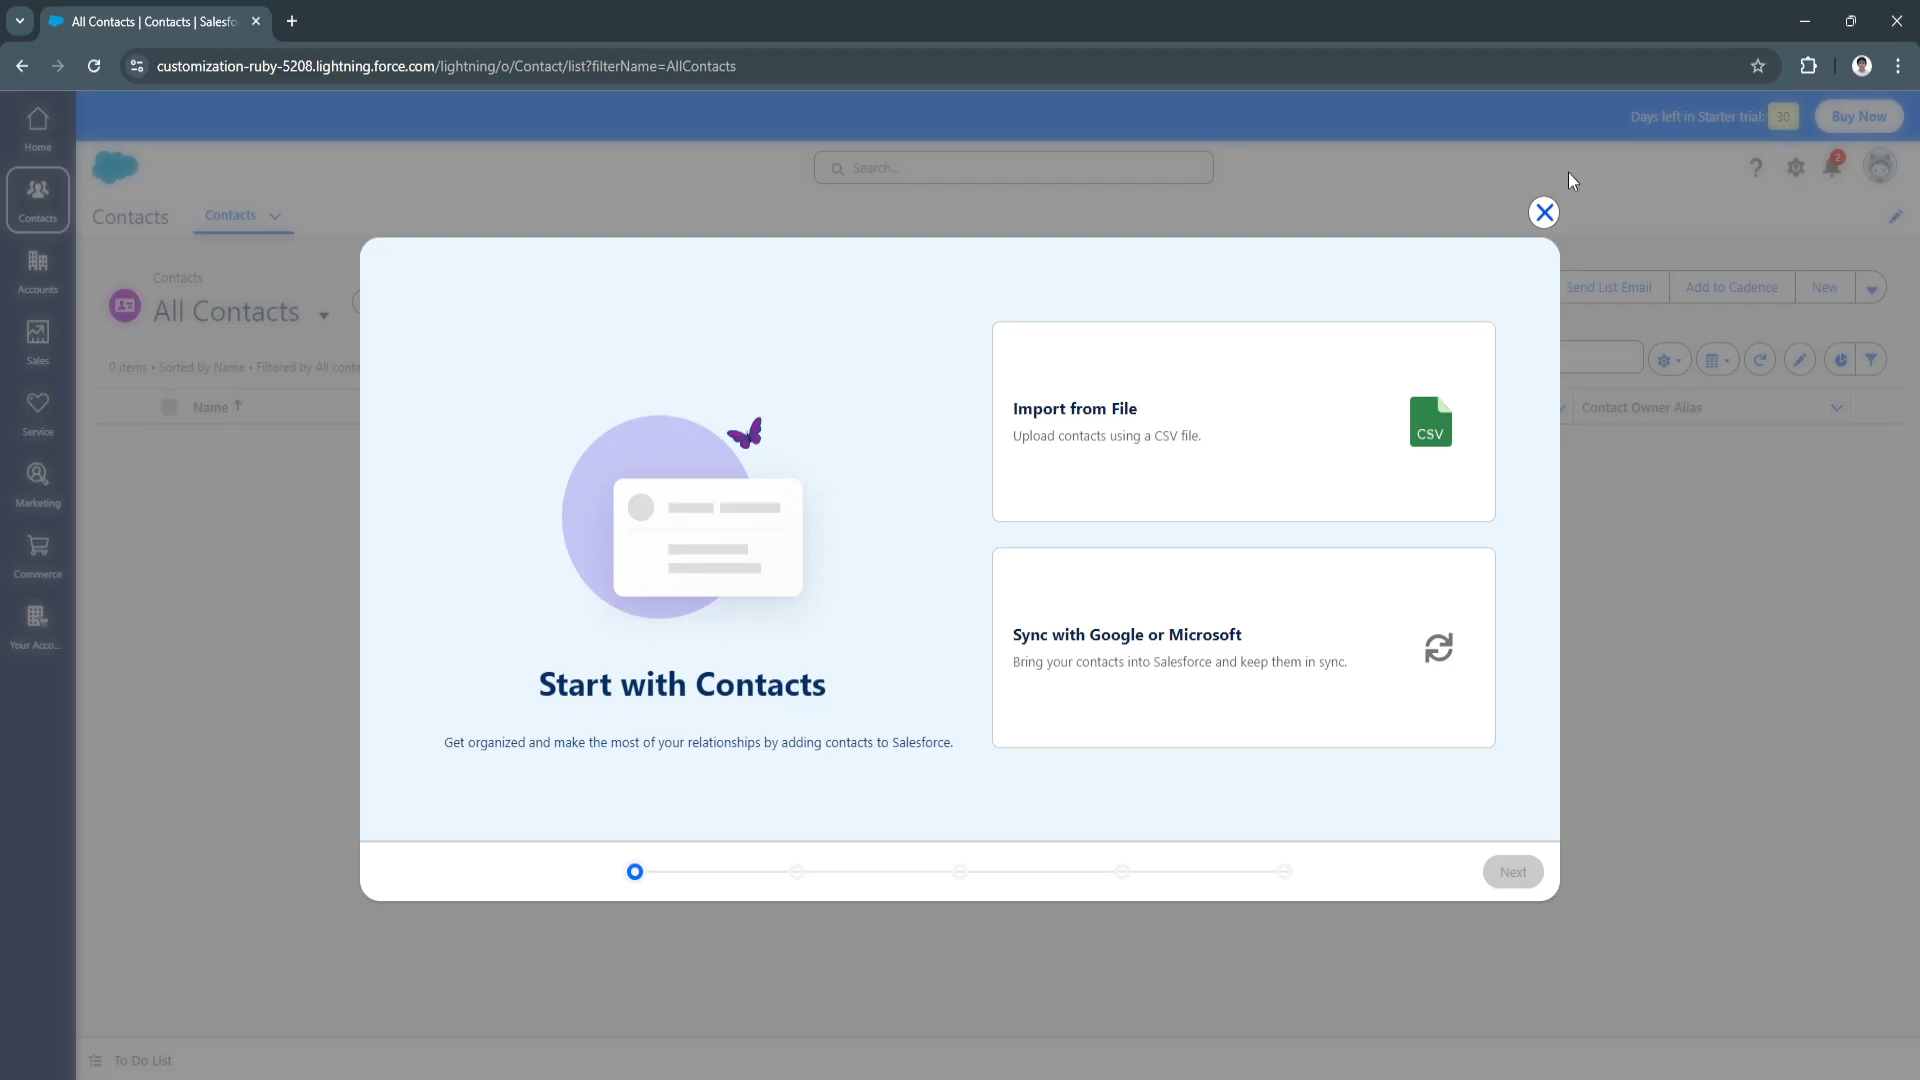 All Contacts | Contacts | Salesfo
customization-ruby-5208.lightning.force.com/lightning/o/Contact/list?filterName=AllContacts
Days left in Starter trial: 30
Buy Now
Home
Contacts
Accounts
Sales
Service
Marketing
Commerce
Your Acco...
Search...
2
Contacts
Contacts
Contacts
All Contacts
Send List Email
Add to Cadence
New
0 items • Sorted by Name • Filtered by All conta
Name
Contact Owner Alias
Import from File
Upload contacts using a CSV file.
CSV
Sync with Google or Microsoft
Bring your contacts into Salesforce and keep them in sync.
Start with Contacts
Get organized and make the most of your relationships by adding contacts to Salesforce.
Next
To Do List